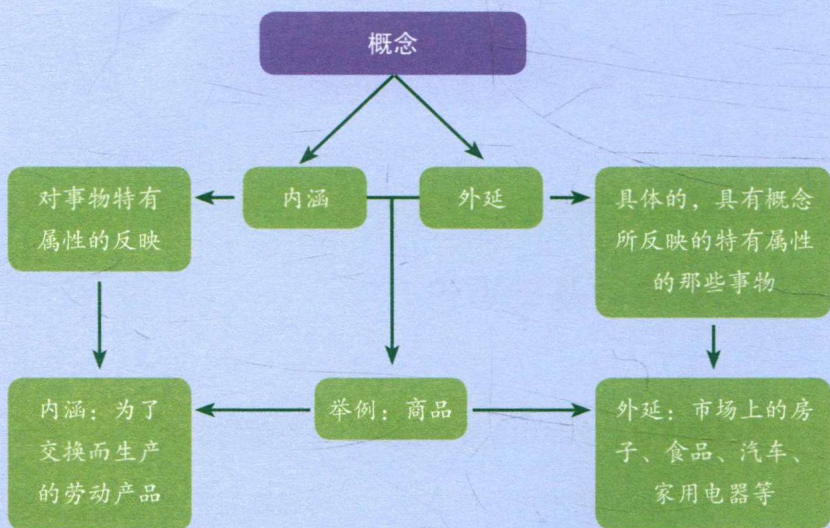 概念
内涵
外延
对事物特有
属性的反映
具体的，具有概念
所反映的特有属性
的那些事物
内涵：为了
交换而生产
的劳动产品
举例：商品
外延：市场上的房
子、食品、汽车、
家用电器等